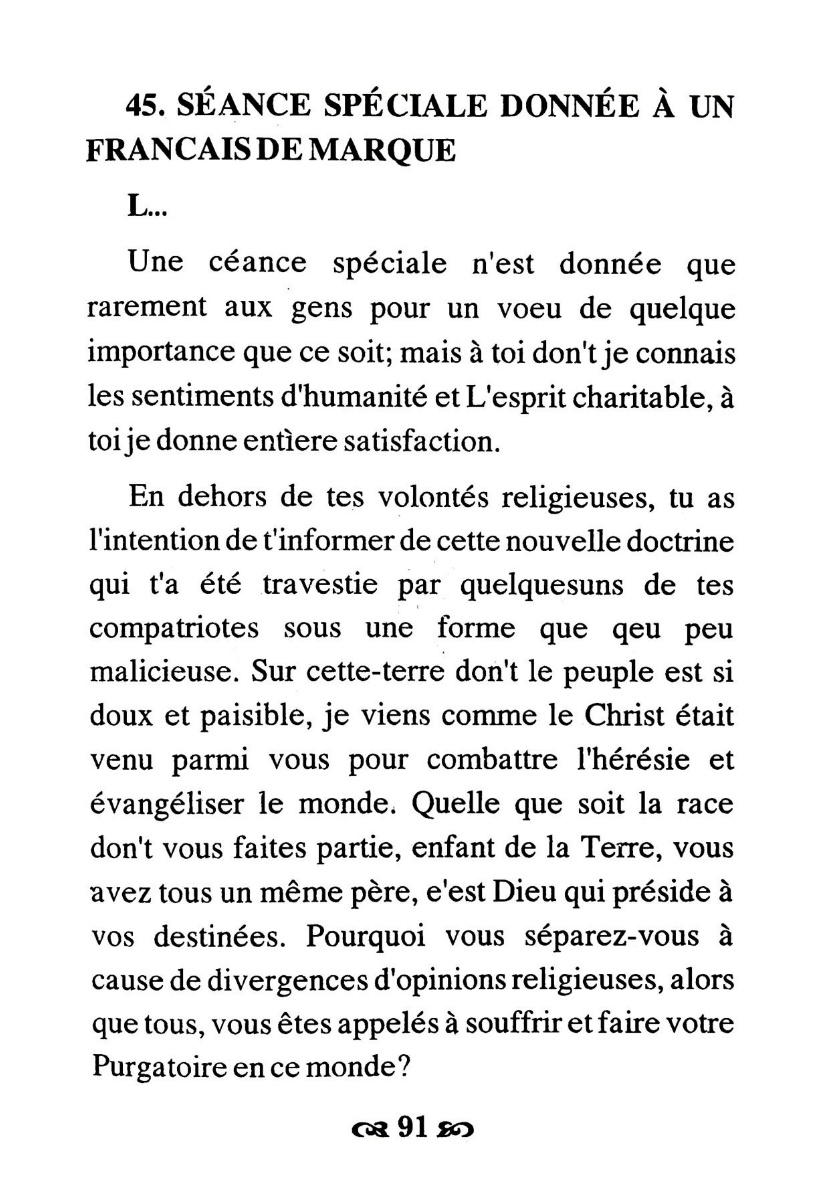 45. SÉANCE SPÉCIALE DONNÉE À UN
FRANCAIS DE MARQUE
L...
Une céance spéciale n'est donnée que
rarement aux gens pour un voeu de quelque
importance que ce soit; mais à toi don't je connais
les sentiments d'humanité et L'esprit charitable, à
toi je donne entìere satisfaction.
En dehors de tes volontés religieuses, tu as
l'intention de t'informer de cette nouvelle doctrine
qui t'a été travestie par quelquesuns de tes
compatriotes sous une forme que qeu peu
malicieuse. Sur cette-terre don't le peuple est si
doux et paisible, je viens comme le Christ était
venu parmi vous pour combattre l'hérésie et
évangéliser le monde. Quelle que soit la race
don't vous faites partie, enfant de la Terre, vous
avez tous un même père, e'est Dieu qui préside à
vos destinées. Pourquoi vous séparez-vous à
cause de divergences d'opinions religieuses, alors
que tous, vous êtes appelés à souffrir et faire votre
Purgatoire en ce monde?
91